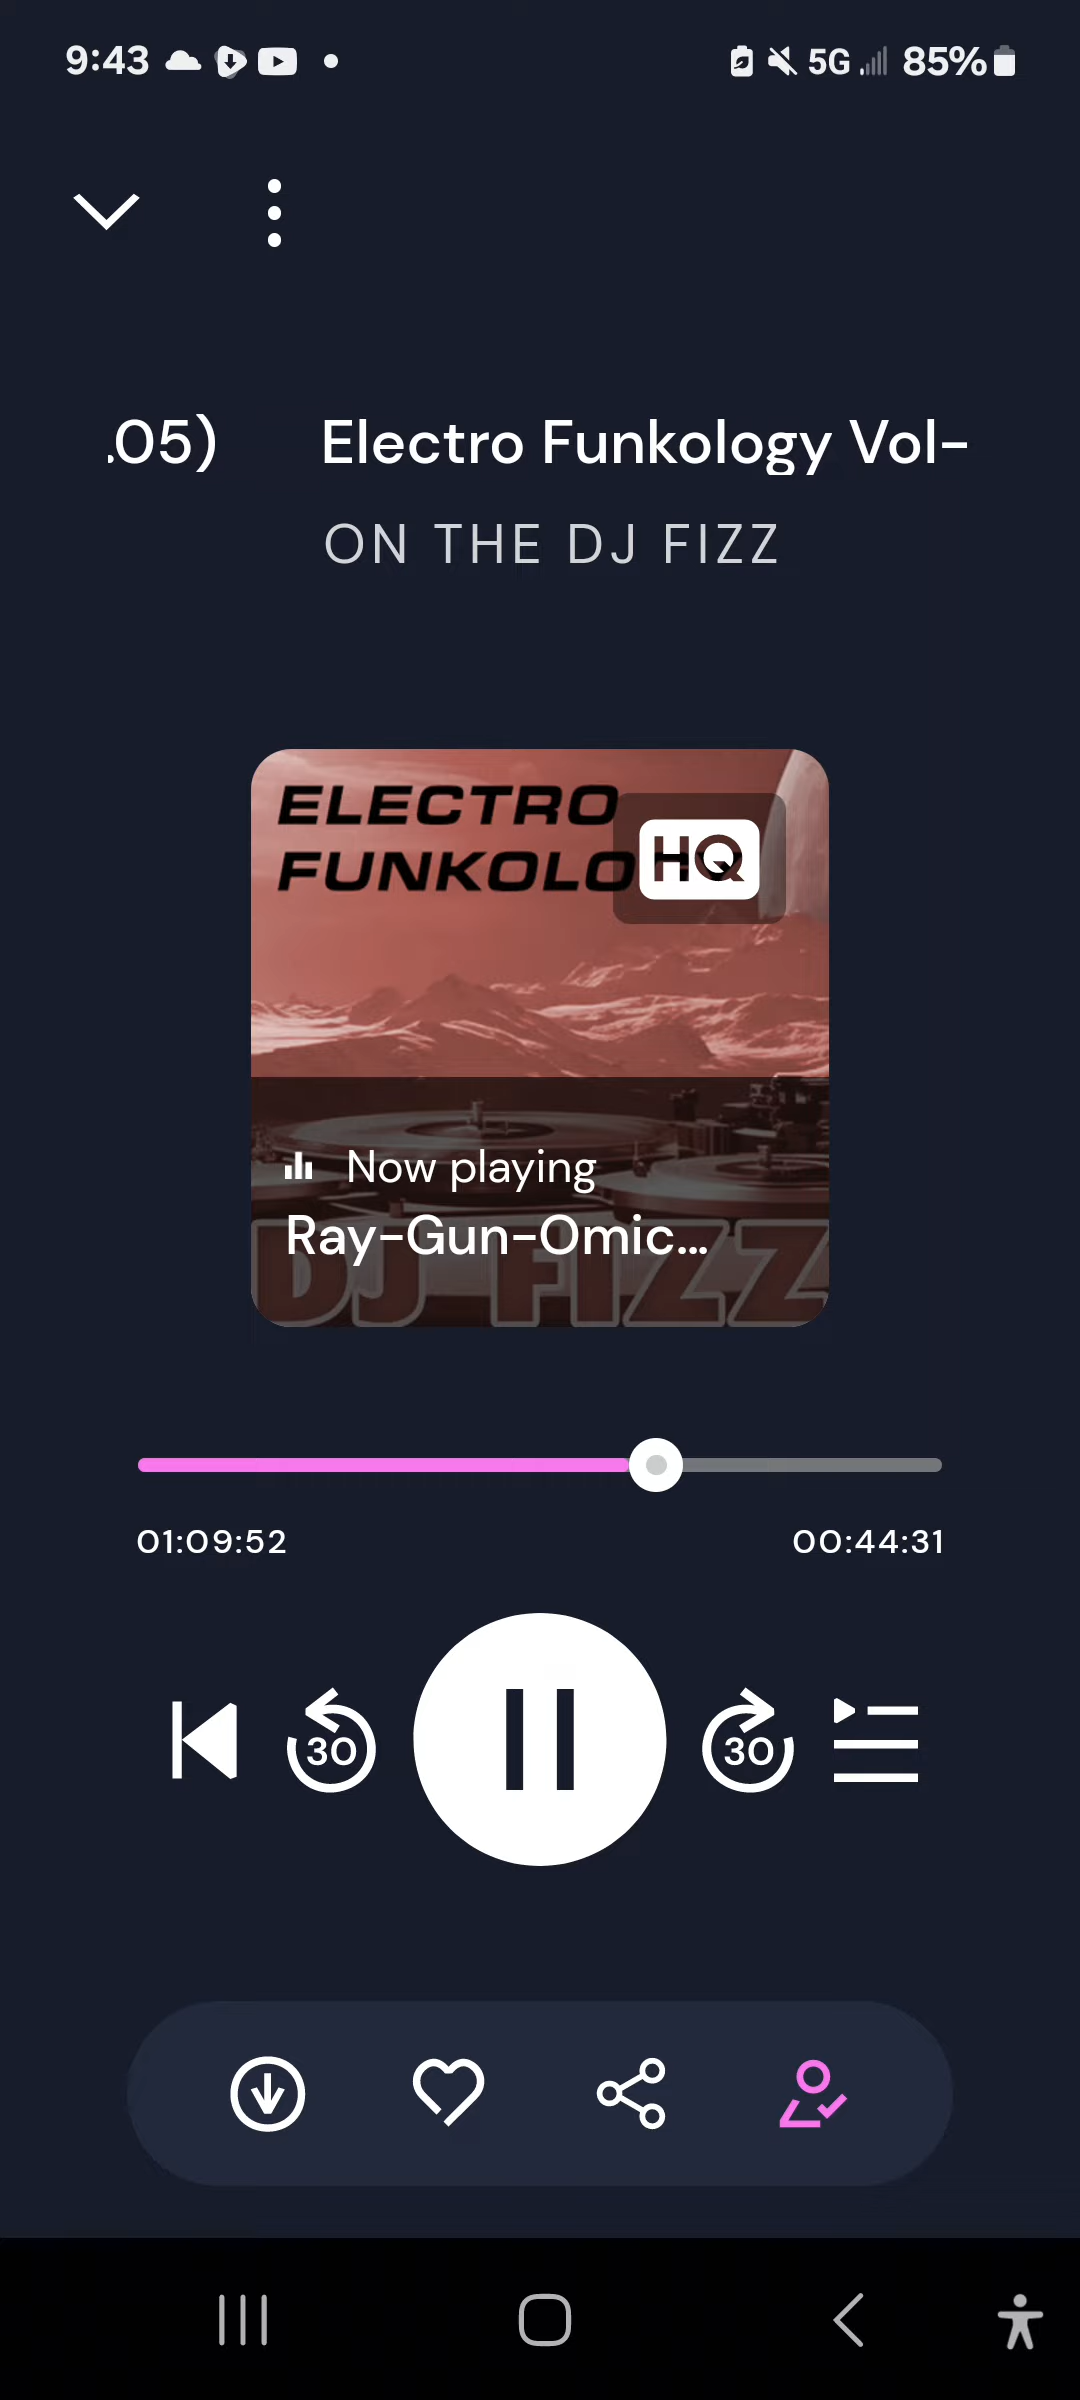 9:43 5G 85%
.05) Electro Funkology Vol-
ON THE DJ FIZZ
ELECTRO
FUNKOLO HQ
Now playing
Ray-Gun-Omic...
DJ FIZZ
01:09:52 00:44:31
30 30